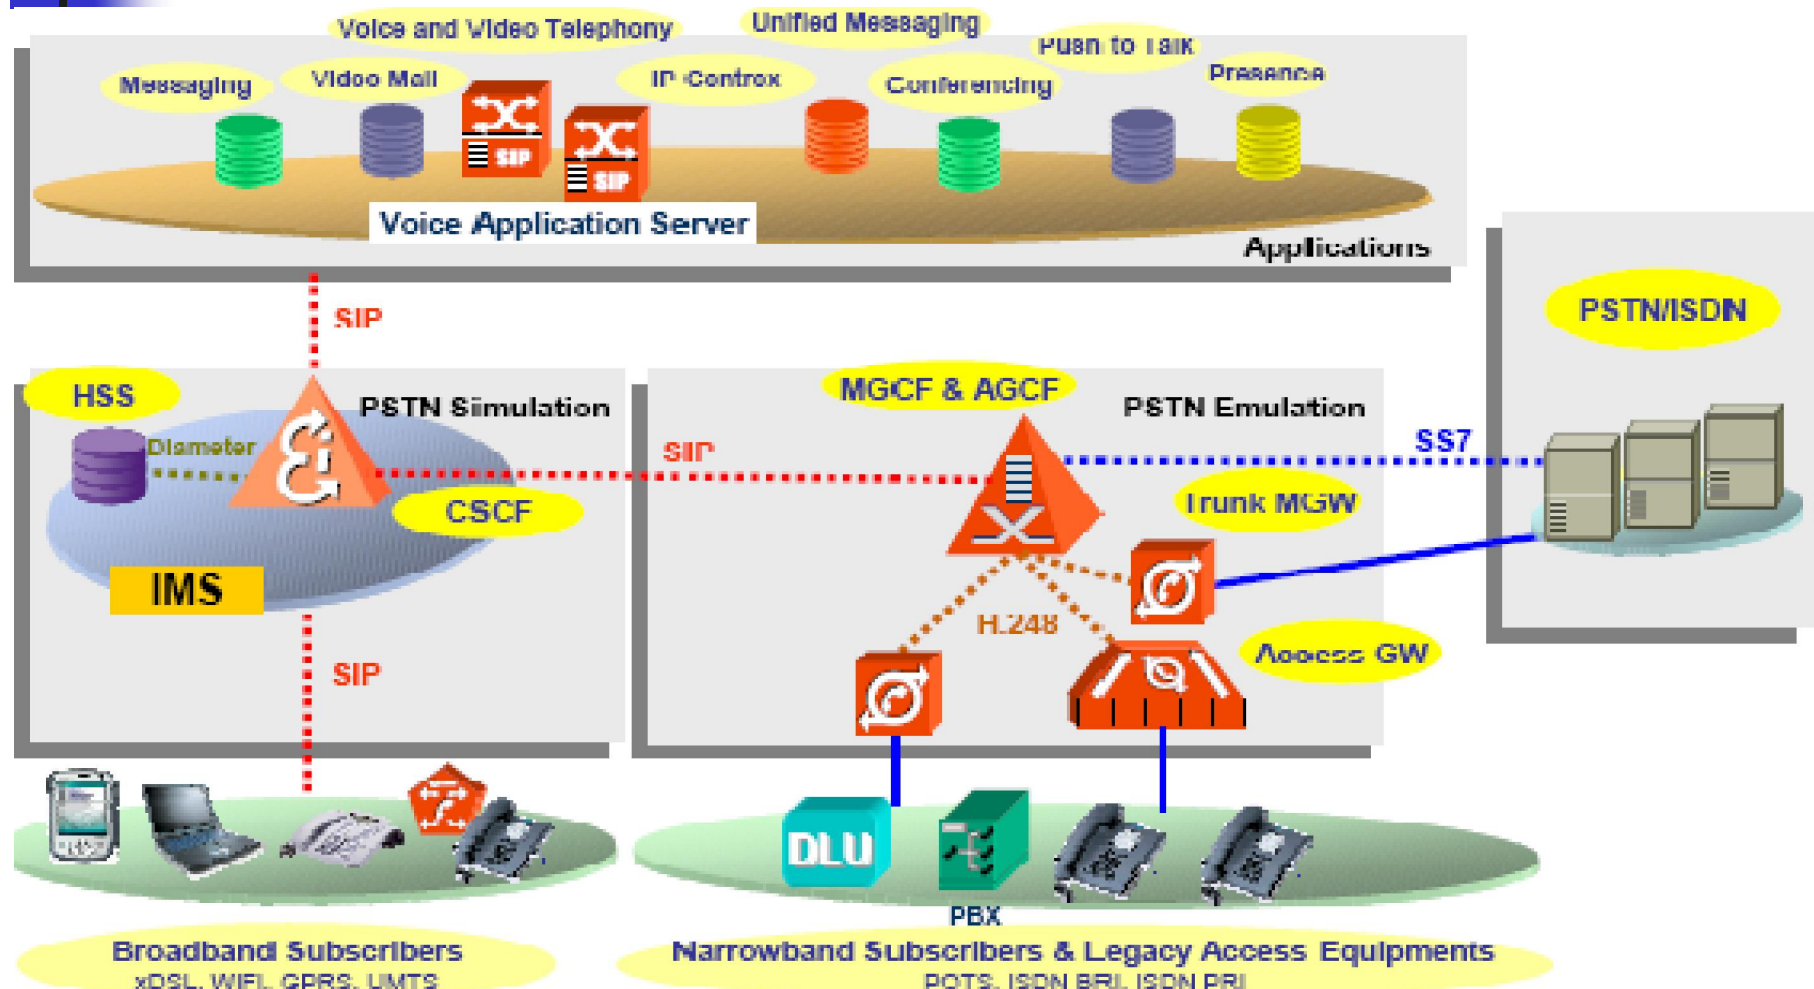 Voice and Video Telephony
Unified Messaging
Push to Talk
Messaging
Video Mail
IP Centrex
Conferencing
Presence
SIP
SIP
Voice Application Server
Applications
SIP
PSTN/ISDN
HSS
PSTN Simulation
MGCF & AGCF
PSTN Emulation
Diameter
SIP
SS7
CSCF
Trunk MGW
IMS
H.248
Access GW
SIP
DLU
PBX
Broadband Subscribers
xDSL, WIFI, GPRS, UMTS
Narrowband Subscribers & Legacy Access Equipments
POTS, ISDN BRI, ISDN PRI